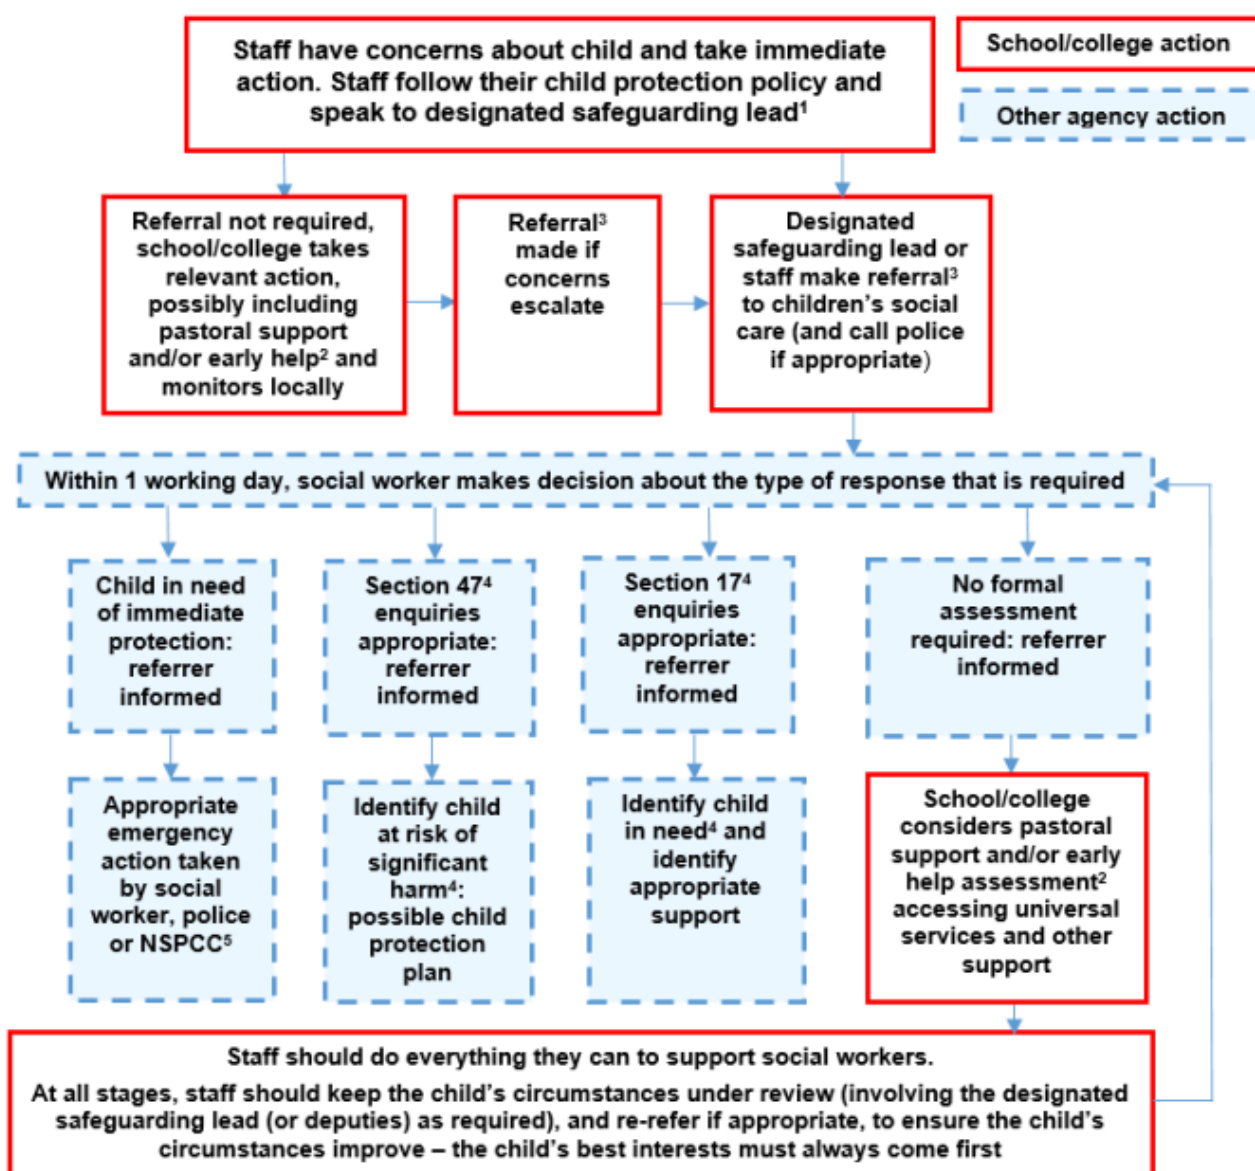 Staff have concerns about child and take immediate
action. Staff follow their child protection policy and
speak to designated safeguarding lead¹
School/college action
Other agency action
Referral not required,
school/college takes
relevant action,
possibly including
pastoral support
and/or early help² and
monitors locally
Referral³
made if
concerns
escalate
Designated
safeguarding lead or
staff make referral³
to children’s social
care (and call police
if appropriate)
Within 1 working day, social worker makes decision about the type of response that is required
Child in need
of immediate
protection:
referrer
informed
Section 47⁴
enquiries
appropriate:
referrer
informed
Section 17⁴
enquiries
appropriate:
referrer
informed
No formal
assessment
required: referrer
informed
Appropriate
emergency
action taken
by social
worker, police
or NSPCC⁵
Identify child
at risk of
significant
harm⁴:
possible child
protection
plan
Identify child
in need⁴ and
identify
appropriate
support
School/college
considers pastoral
support and/or early
help assessment²
accessing universal
services and other
support
Staff should do everything they can to support social workers.
At all stages, staff should keep the child’s circumstances under review (involving the designated
safeguarding lead (or deputies) as required), and re-refer if appropriate, to ensure the child’s
circumstances improve – the child’s best interests must always come first